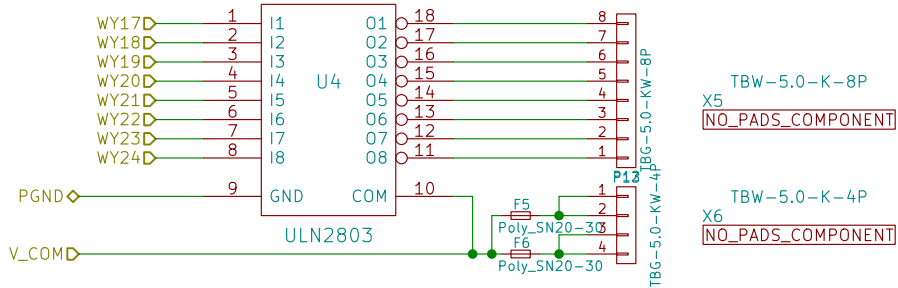 WY17 1 I1 O1 18 8
WY18 2 I2 O2 17 7
WY19 3 I3 O3 16 6
WY20 4 I4 U4 O4 15 5 TBW-5.0-K-8P
WY21 5 I5 O5 14 4 X5
WY22 6 I6 O6 13 3 NO_PADS_COMPONENT
WY23 7 I7 O7 12 2
WY24 8 I8 O8 11 1
TBG-5.0-KW-8P
PGND 9 GND COM 10 1 TBW-5.0-K-4P
F5 2 X6
Poly_SN20-30
ULN2803 3 NO_PADS_COMPONENT
F6
V_COM 4
Poly_SN20-30
TBG-5.0-KW-4P